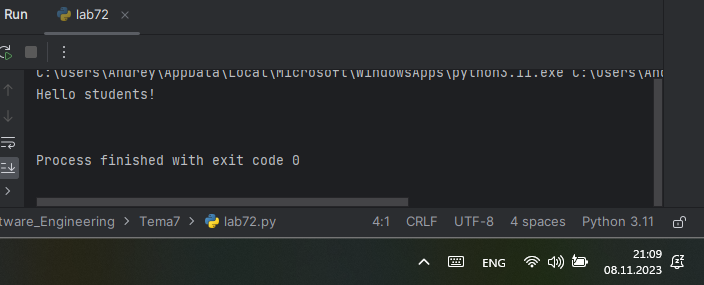 Run lab72
C:\Users\Andrey\AppData\Local\Microsoft\WindowsApps\python3.11.exe C:\Users\And
Hello students!
Process finished with exit code 0
tware_Engineering > Tema7 > lab72.py 4:1 CRLF UTF-8 4 spaces Python 3.11
ENG 21:09
08.11.2023